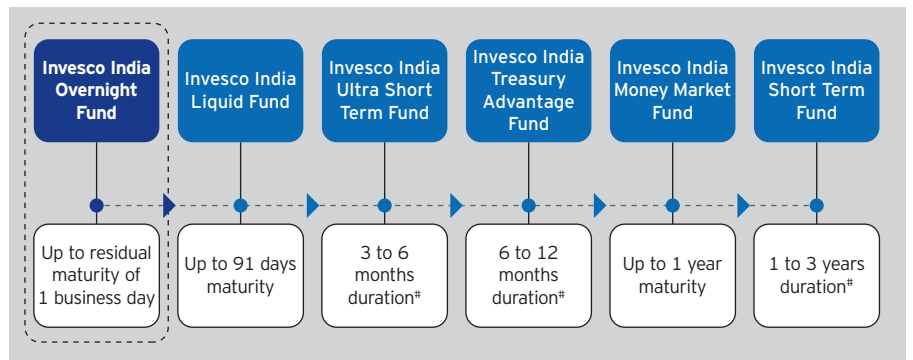 Invesco India
Overnight
Fund
Invesco India
Liquid Fund
Invesco India
Ultra Short
Term Fund
Invesco India
Treasury
Advantage
Fund
Invesco India
Money Market
Fund
Invesco India
Short Term
Fund
Up to residual
maturity of
1 business day
Up to 91 days
maturity
3 to 6
months
duration#
6 to 12
months
duration#
Up to 1 year
maturity
1 to 3 years
duration#